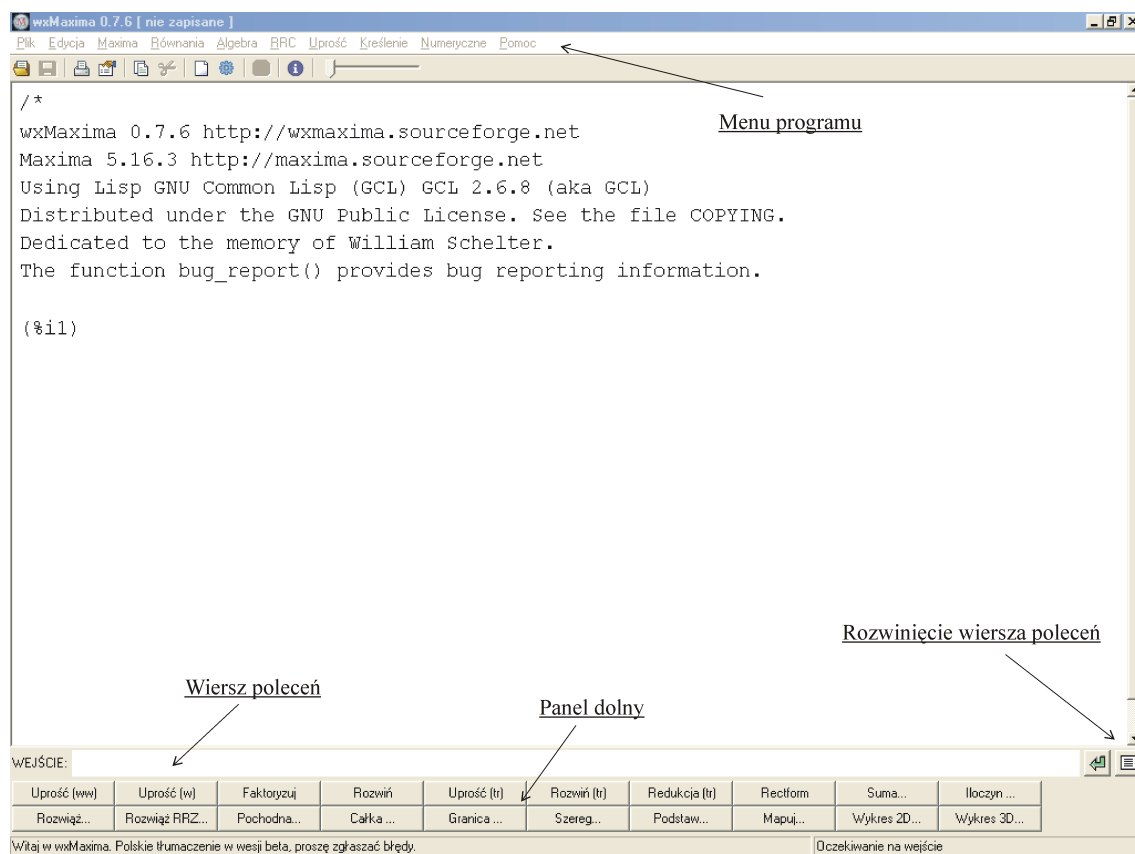 wxMaxima 0.7.6 [ nie zapisane ]
Plik Edycja Maxima Równania Algebra RRC Uprość Kreślenie Numeryczne Pomoc
Menu programu
/*
wxMaxima 0.7.6 http://wxmaxima.sourceforge.net
Maxima 5.16.3 http://maxima.sourceforge.net
Using Lisp GNU Common Lisp (GCL) GCL 2.6.8 (aka GCL)
Distributed under the GNU Public License. See the file COPYING.
Dedicated to the memory of William Schelter.
The function bug_report() provides bug reporting information.
(%i1)
Rozwinięcie wiersza poleceń
Wiersz poleceń
Panel dolny
WEJŚCIE:
Uprość (ww) Uprość (w) Faktoryzuj Rozwiń Uprość (tr) Rozwiń (tr) Redukcja (tr) Rectform Suma... Iloczyn ...
Rozwiąż... Rozwiąż RRZ... Pochodna... Całka ... Granica ... Szereg... Podstaw... Mapuj... Wykres 2D... Wykres 3D...
Witaj w wxMaxima. Polskie tłumaczenie w wesji beta, proszę zgłaszać błędy. Oczekiwanie na wejście